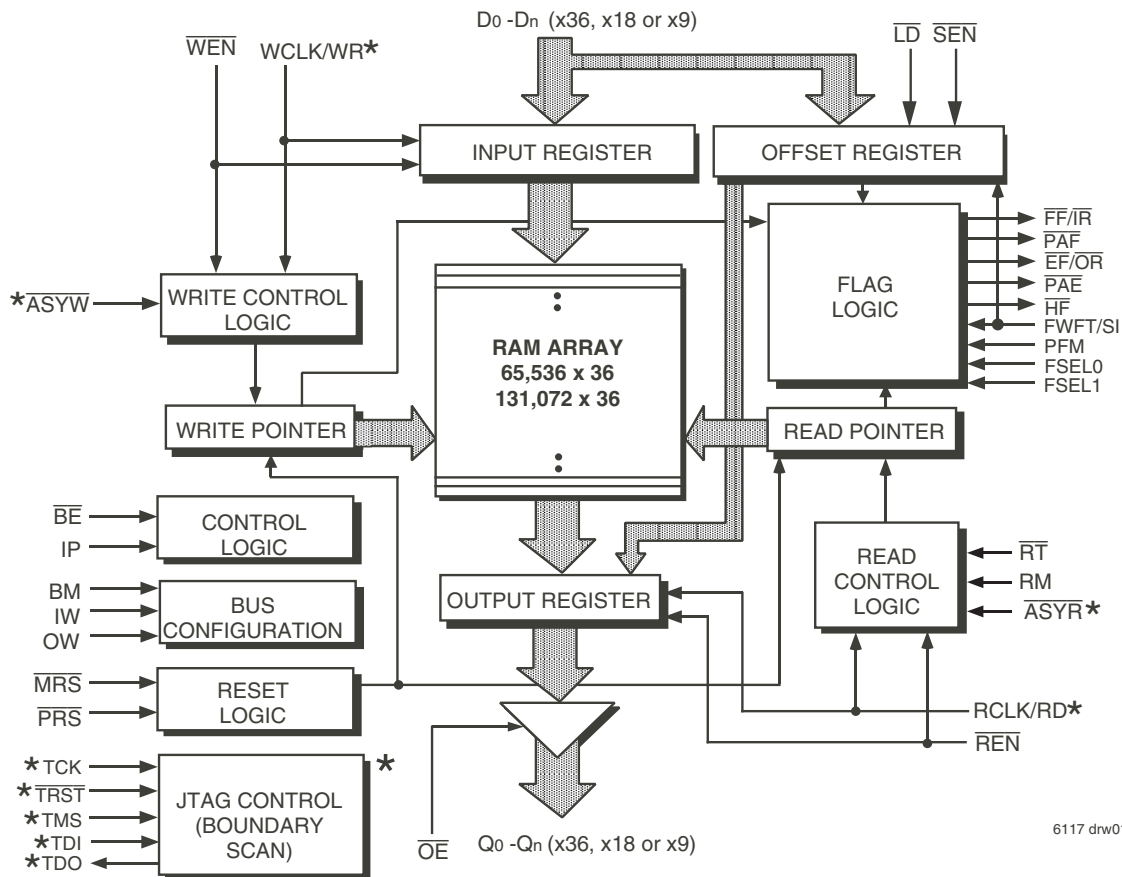 D0 -Dn (x36, x18 or x9)
WEN
WCLK/WR*
LD
SEN
INPUT REGISTER
OFFSET REGISTER
*ASYW
WRITE CONTROL
LOGIC
WRITE POINTER
RAM ARRAY
65,536 x 36
131,072 x 36
FLAG
LOGIC
FF/IR
PAF
EF/OR
PAE
HF
FWFT/SI
PFM
FSEL0
FSEL1
READ POINTER
BE
IP
CONTROL
LOGIC
BM
IW
OW
BUS
CONFIGURATION
OUTPUT REGISTER
READ
CONTROL
LOGIC
RT
RM
ASYR*
MRS
PRS
RESET
LOGIC
RCLK/RD*
REN
*TCK
*TRST
*TMS
*TDI
*TDO
JTAG CONTROL
(BOUNDARY
SCAN)
*
OE
Q0 -Qn (x36, x18 or x9)